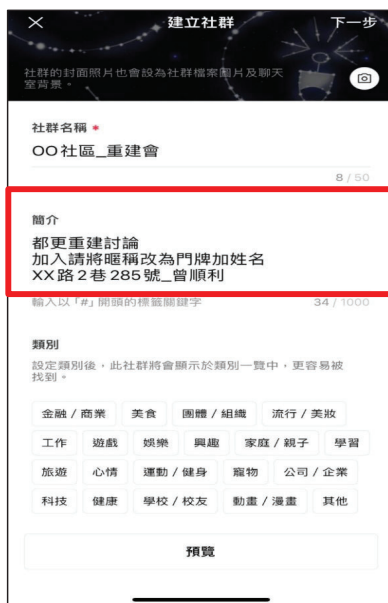 建立社群
下一步
社群的封面照片也會設為社群檔案圖片及聊天
室背景。
社群名稱 *
OO社區_重建會
8 / 50
簡介
都更重建討論
加入請將暱稱改為門牌加姓名
XX路2巷285號_曾順利
輸入以「#」開頭的標籤關鍵字
34 / 1000
類別
設定類別後，此社群將會顯示於類別一覽中，更容易被
找到。
金融 / 商業 美食 團體 / 組織 流行 / 美妝
工作 遊戲 娛樂 興趣 家庭 / 親子 學習
旅遊 心情 運動 / 健身 寵物 公司 / 企業
科技 健康 學校 / 校友 動畫 / 漫畫 其他
預覽